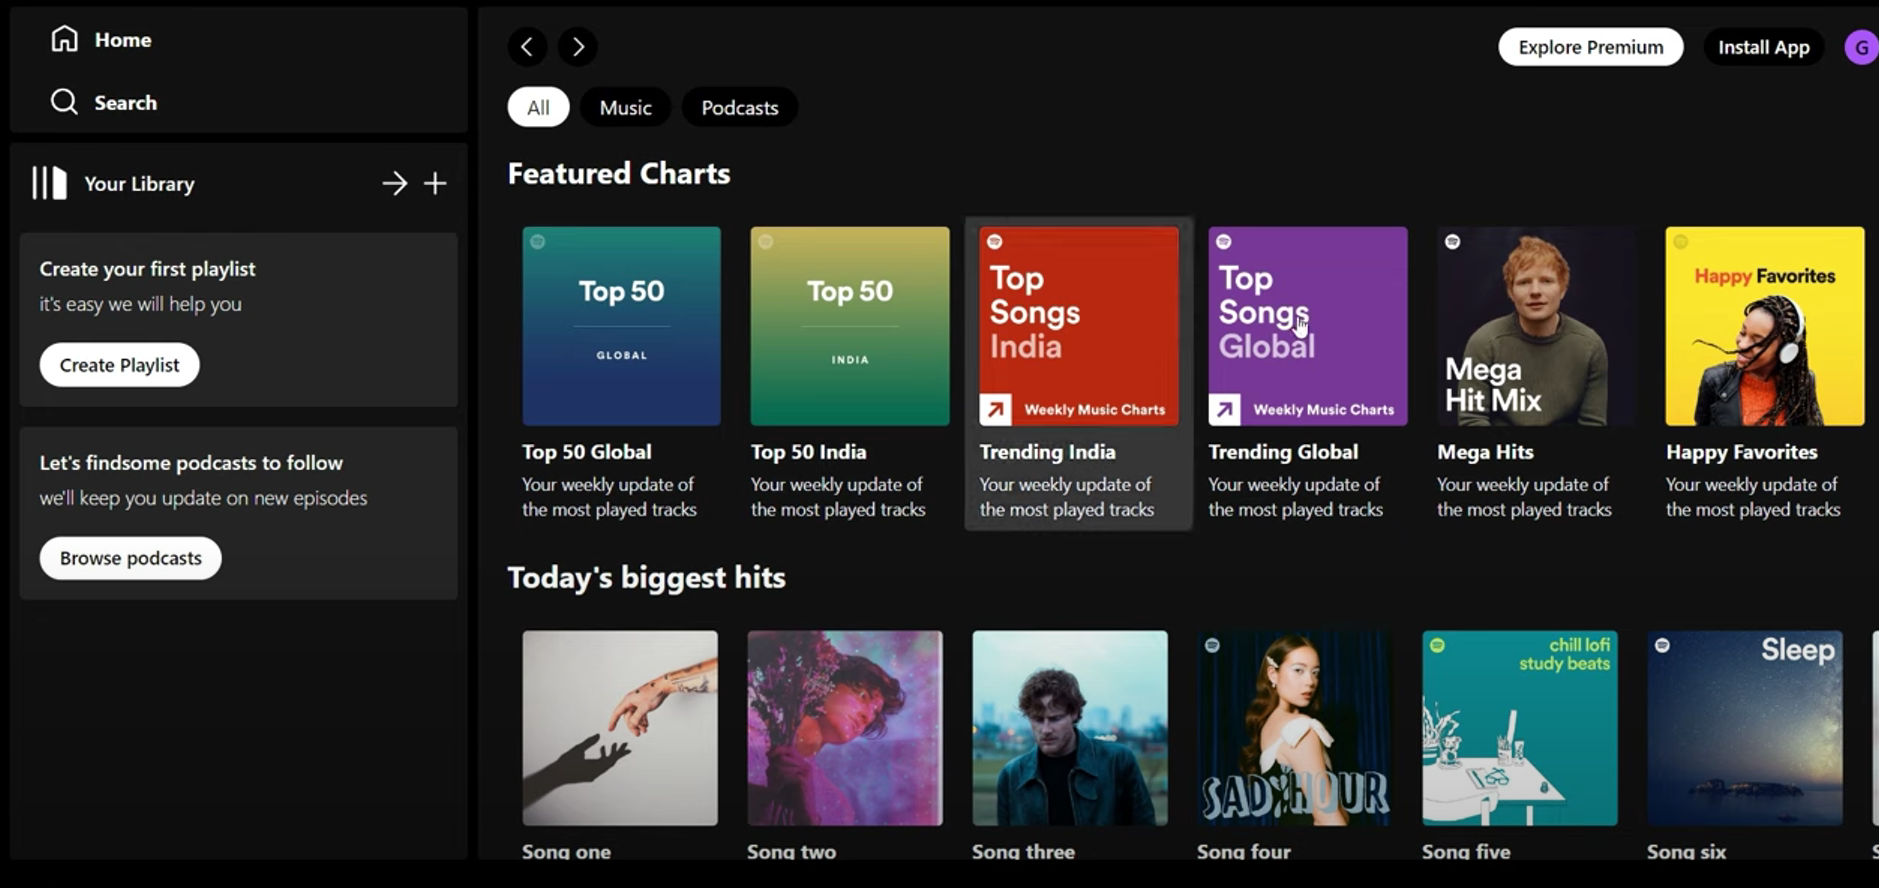 Home
Search
Your Library
Create your first playlist
it's easy we will help you
Create Playlist
Let's findsome podcasts to follow
we'll keep you update on new episodes
Browse podcasts
Explore Premium
Install App
G
All
Music
Podcasts
Featured Charts
Top 50
GLOBAL
Top 50 Global
Your weekly update of
the most played tracks
Top 50
INDIA
Top 50 India
Your weekly update of
the most played tracks
Top
Songs
India
Weekly Music Charts
Trending India
Your weekly update of
the most played tracks
Top
Songs
Global
Weekly Music Charts
Trending Global
Your weekly update of
the most played tracks
Mega
Hit Mix
Mega Hits
Your weekly update of
the most played tracks
Happy Favorites
Happy Favorites
Your weekly update of
the most played tracks
Today's biggest hits
Song one
Song two
Song three
SAD HOUR
Song four
chill lofi
study beats
Song five
Sleep
Song six